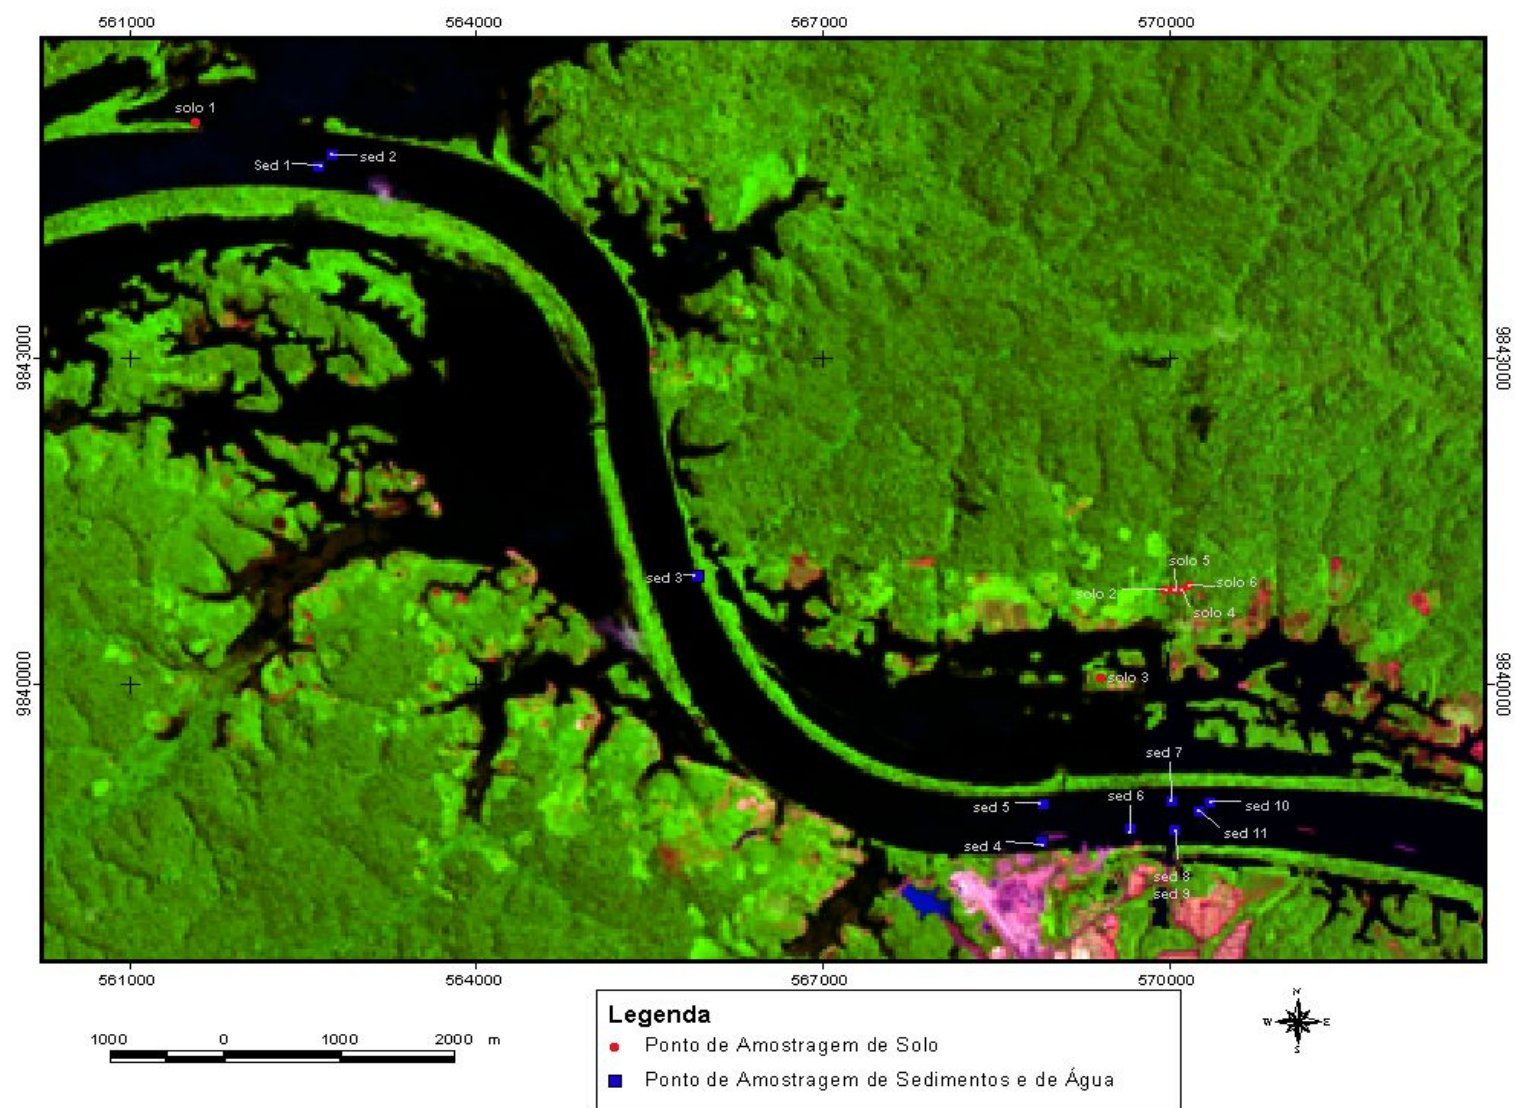 561000 564000 567000 570000
solo 1
Sed 1 sed 2
9843000 9843000
solo 5
sed 3 solo 2 solo 6
solo 4
9840000 solo 3 9840000
sed 7
sed 5 sed 6 sed 10
sed 4 sed 11
sed 8
sed 9
561000 564000 567000 570000
Legenda
1000 0 1000 2000 m
Ponto de Amostragem de Solo
Ponto de Amostragem de Sedimentos e de Água
N
W E
S